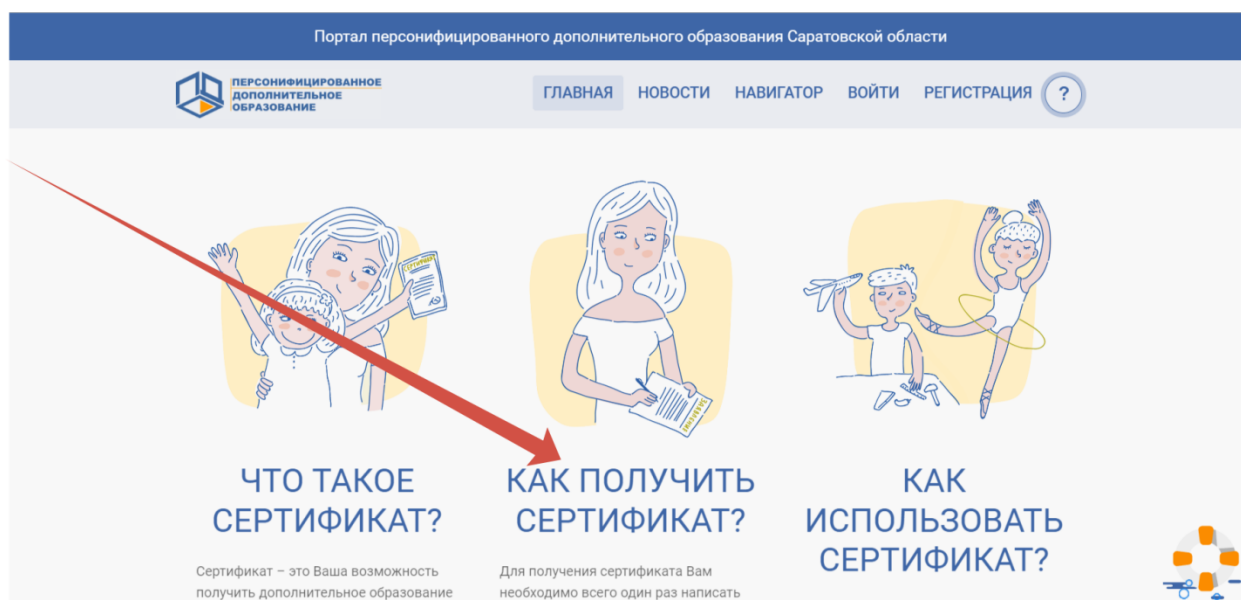 Портал персонифицированного дополнительного образования Саратовской области
ПЕРСОНИФИЦИРОВАННОЕ
ДОПОЛНИТЕЛЬНОЕ
ОБРАЗОВАНИЕ
ГЛАВНАЯ НОВОСТИ НАВИГАТОР ВОЙТИ РЕГИСТРАЦИЯ ?
СЕРТИФИКАТ
ЗАЯВЛЕНИЕ
ЧТО ТАКОЕ
СЕРТИФИКАТ?
Сертификат – это Ваша возможность
получить дополнительное образование
КАК ПОЛУЧИТЬ
СЕРТИФИКАТ?
Для получения сертификата Вам
необходимо всего один раз написать
КАК
ИСПОЛЬЗОВАТЬ
СЕРТИФИКАТ?